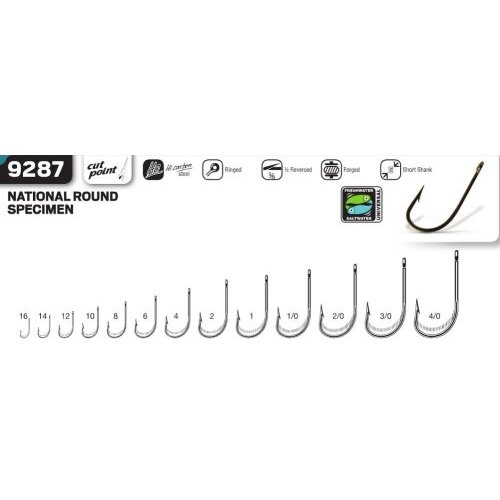 9287
cut
point
Hi carbon
Steel
Ringed
½ Reversed
Forged
Short Shank
NATIONAL ROUND
SPECIMEN
FRESHWATER
SALTWATER
UNIVERSAL
16 14 12 10 8 6 4 2 1 1/0 2/0 3/0 4/0